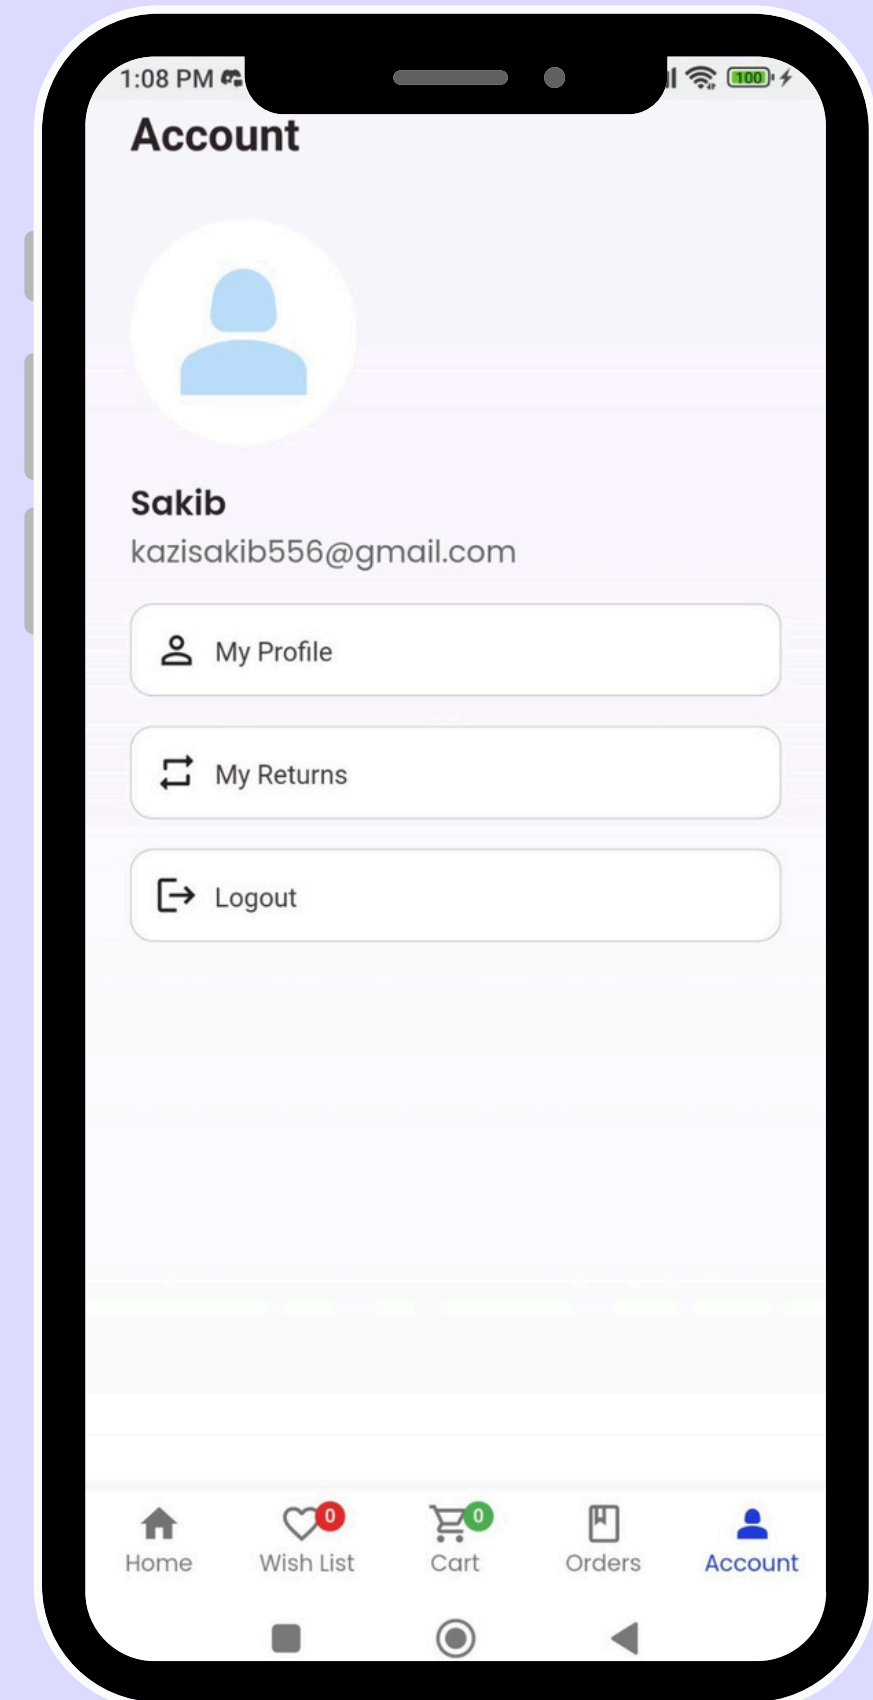 1:08 PM
100
Account
Sakib
kazisakib556@gmail.com
My Profile
My Returns
Logout
0
0
Home
Wish List
Cart
Orders
Account